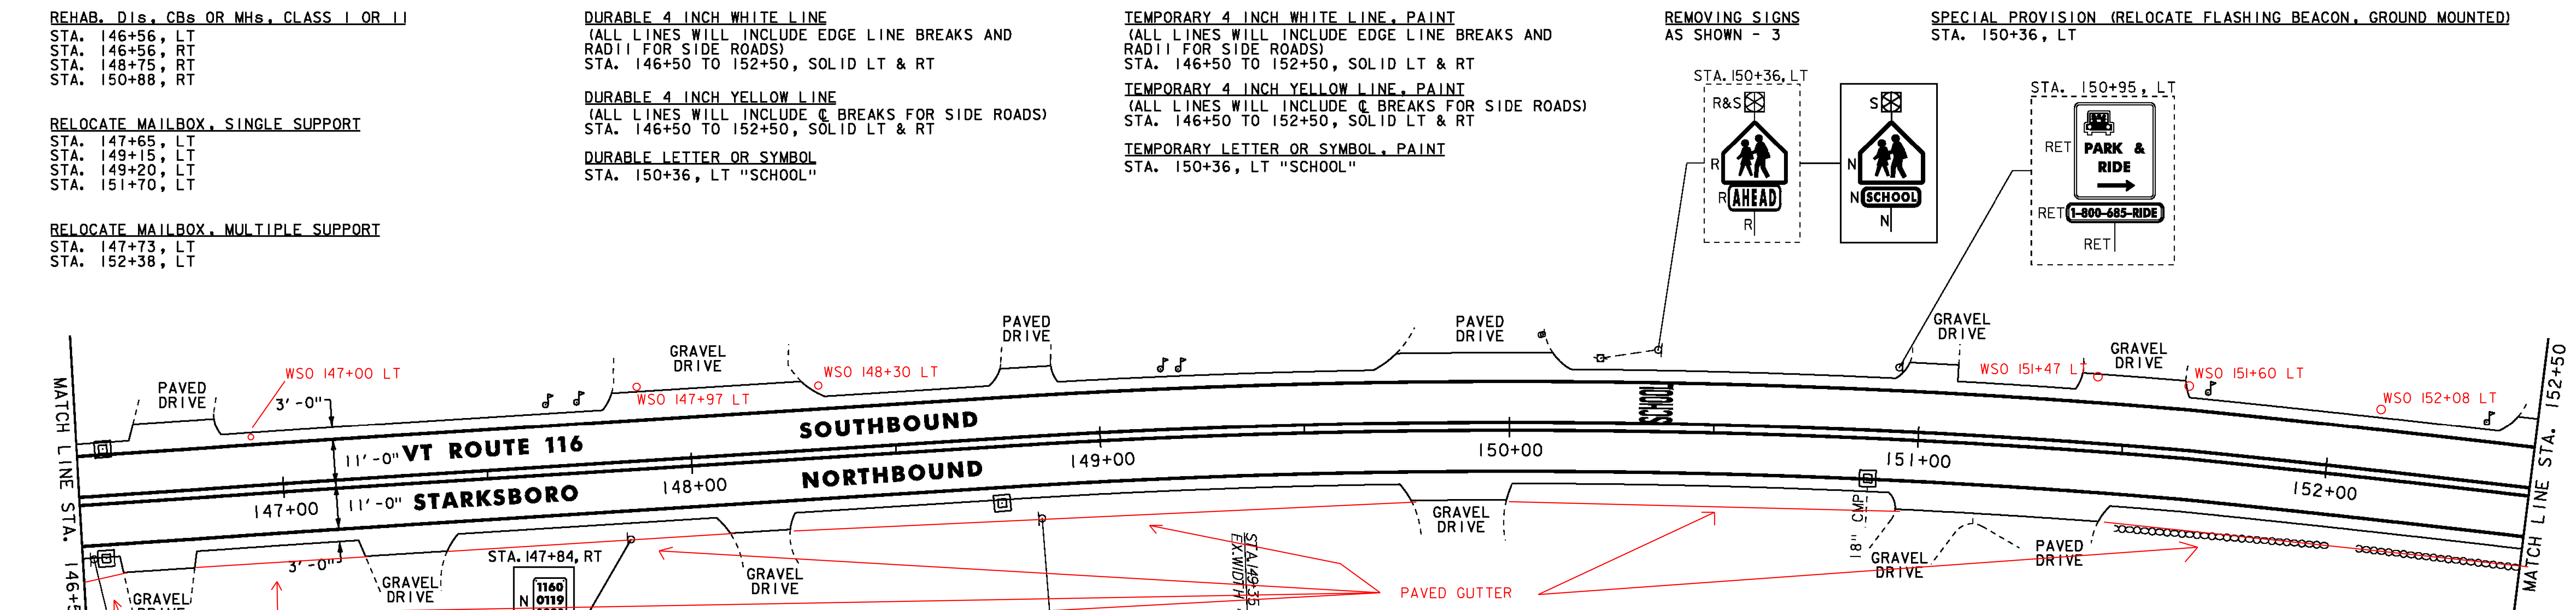 REHAB. DIs, CBs OR MHs, CLASS I OR II
STA. 146+56, LT
STA. 146+56, RT
STA. 148+75, RT
STA. 150+88, RT
RELOCATE MAILBOX, SINGLE SUPPORT
STA. 147+65, LT
STA. 149+15, LT
STA. 149+20, LT
STA. 151+70, LT
RELOCATE MAILBOX, MULTIPLE SUPPORT
STA. 147+73, LT
STA. 152+38, LT
DURABLE 4 INCH WHITE LINE
(ALL LINES WILL INCLUDE EDGE LINE BREAKS AND
RADII FOR SIDE ROADS)
STA. 146+50 TO 152+50, SOLID LT & RT
DURABLE 4 INCH YELLOW LINE
(ALL LINES WILL INCLUDE ℄ BREAKS FOR SIDE ROADS)
STA. 146+50 TO 152+50, SOLID LT & RT
DURABLE LETTER OR SYMBOL
STA. 150+36, LT "SCHOOL"
TEMPORARY 4 INCH WHITE LINE, PAINT
(ALL LINES WILL INCLUDE EDGE LINE BREAKS AND
RADII FOR SIDE ROADS)
STA. 146+50 TO 152+50, SOLID LT & RT
TEMPORARY 4 INCH YELLOW LINE, PAINT
(ALL LINES WILL INCLUDE ℄ BREAKS FOR SIDE ROADS)
STA. 146+50 TO 152+50, SOLID LT & RT
TEMPORARY LETTER OR SYMBOL, PAINT
STA. 150+36, LT "SCHOOL"
REMOVING SIGNS
AS SHOWN - 3
SPECIAL PROVISION (RELOCATE FLASHING BEACON, GROUND MOUNTED)
STA. 150+36, LT
STA. 150+36, LT
R&S
R
R AHEAD
R
S
N
N SCHOOL
N
STA. 150+95, LT
RET
PARK &
RIDE
RET 1-800-685-RIDE
RET
MATCH LINE STA. 146+5
PAVED
DRIVE
WSO 147+00 LT
3'-0"
GRAVEL
DRIVE
WSO 147+97 LT
WSO 148+30 LT
PAVED
DRIVE
PAVED
DRIVE
GRAVEL
DRIVE
WSO 151+47 LT
GRAVEL
DRIVE
WSO 151+60 LT
WSO 152+08 LT
MATCH LINE STA. 152+50
11'-0" VT ROUTE 116
SOUTHBOUND
SCHOOL
11'-0" STARKSBORO
NORTHBOUND
147+00
148+00
149+00
150+00
151+00
152+00
3'-0"
GRAVEL
DRIVE
GRAVEL
DRIVE
STA. 147+84, RT
N
1160
0119
GRAVEL
DRIVE
STA. 149+35
EX.WIDTH
PAVED GUTTER
GRAVEL
DRIVE
18" CMP
GRAVEL
DRIVE
PAVED
DRIVE